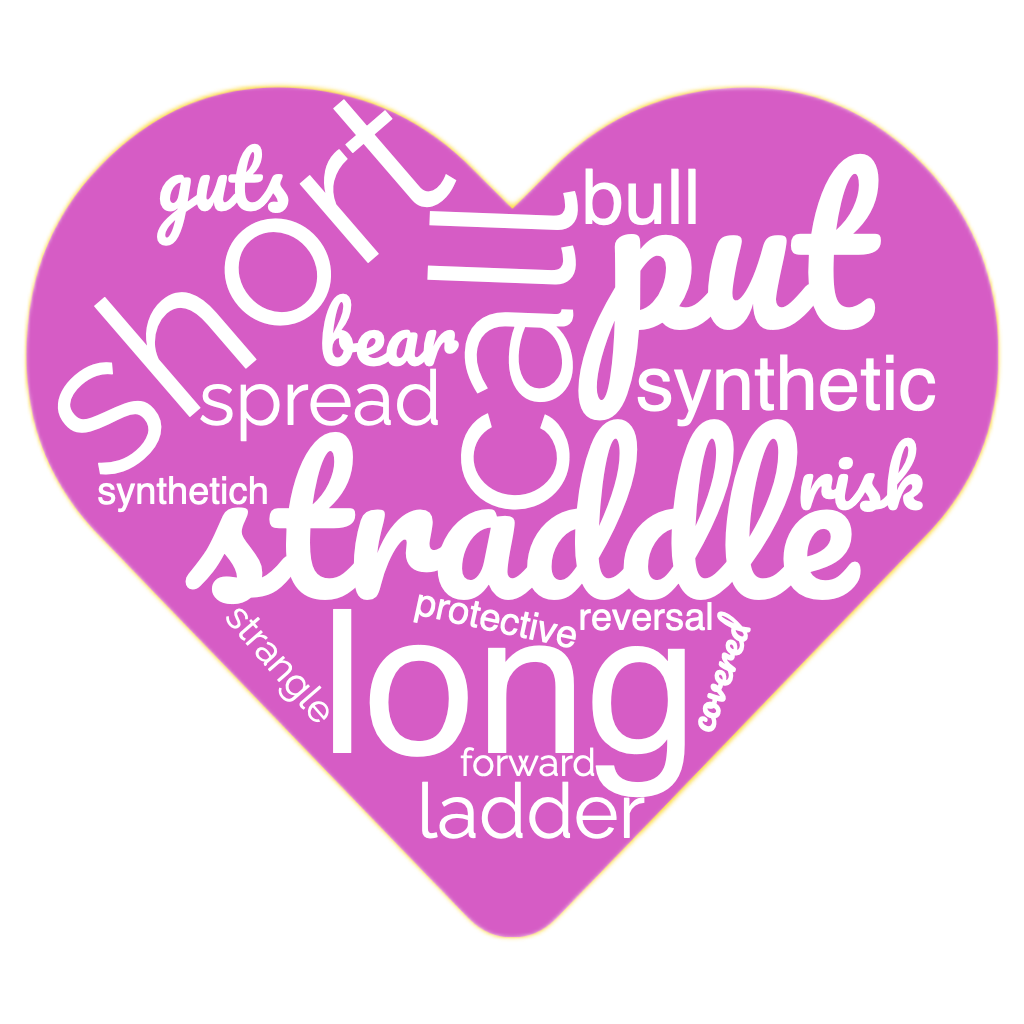 guts
short
call
bull
put
bear
spread
synthetic
synthetich
straddle
risk
strangle
protective
reversal
covered
long
forward
ladder